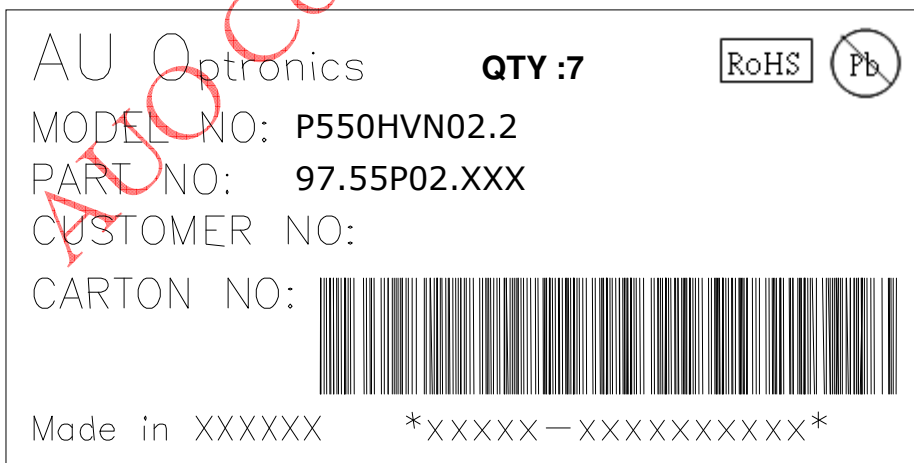 AU Optronics QTY :7 RoHS Pb
MODEL NO: P550HVN02.2
PART NO: 97.55P02.XXX
CUSTOMER NO:
CARTON NO:
Made in XXXXXX *XXXXX-XXXXXXXXXX*
AUO